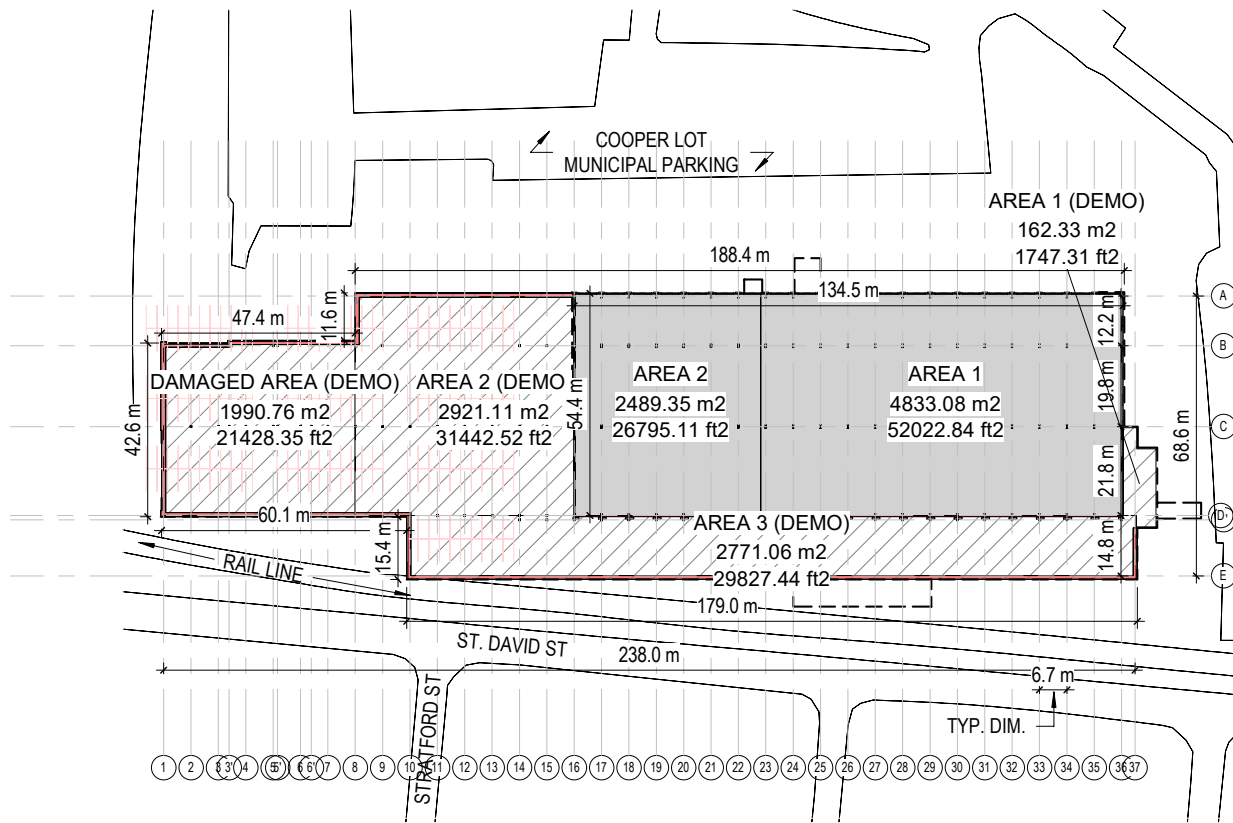 COOPER LOT
MUNICIPAL PARKING
AREA 1 (DEMO)
162.33 m2
1747.31 ft2
188.4 m
134.5 m
47.4 m
11.6 m
12.2 m
A
B
DAMAGED AREA (DEMO)
1990.76 m2
21428.35 ft2
AREA 2 (DEMO
2921.11 m2
31442.52 ft2
54.4 m
AREA 2
2489.35 m2
26795.11 ft2
AREA 1
4833.08 m2
52022.84 ft2
19.8 m
42.6 m
C
68.6 m
21.8 m
60.1 m
D'
AREA 3 (DEMO)
2771.06 m2
29827.44 ft2
15.4 m
14.8 m
E
RAIL LINE
179.0 m
ST. DAVID ST
238.0 m
6.7 m
TYP. DIM.
STRATFORD ST
1 2 3 3' 4 5' 6 6' 7 8 9 10 11 12 13 14 15 16 17 18 19 20 21 22 23 24 25 26 27 28 29 30 31 32 33 34 35 36 37